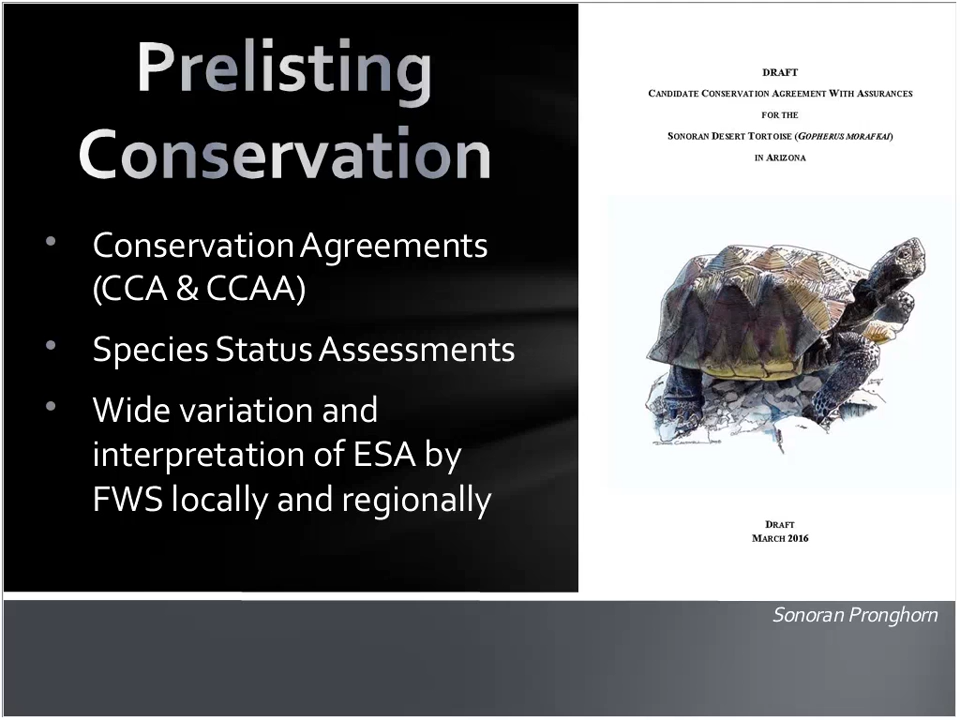 Prelisting
Conservation
• Conservation Agreements
(CCA & CCAA)
• Species Status Assessments
• Wide variation and
interpretation of ESA by
FWS locally and regionally
DRAFT
CANDIDATE CONSERVATION AGREEMENT WITH ASSURANCES
FOR THE
SONORAN DESERT TORTOISE (GOPHERUS MORAFKAI)
IN ARIZONA
DRAFT
MARCH 2016
Sonoran Pronghorn